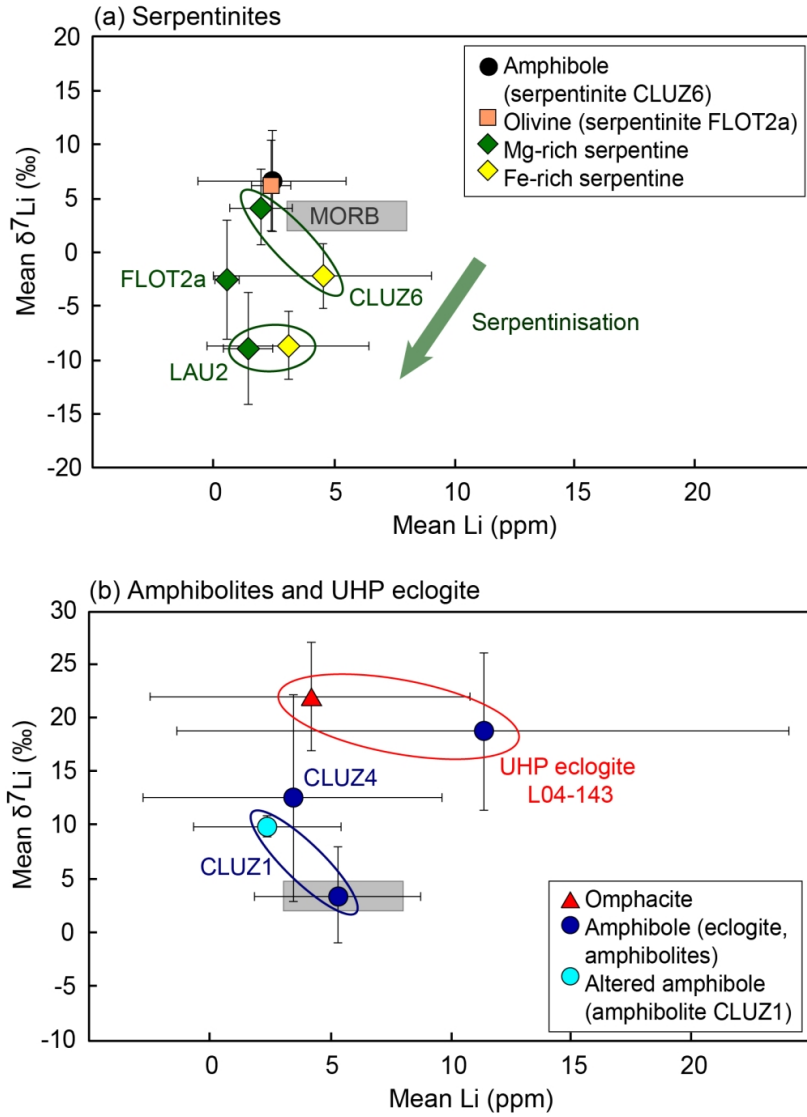 (a) Serpentinites
20
15
10
5
0
-5
-10
-15
-20
Mean δ⁷Li (‰)
Amphibole
(serpentinite CLUZ6)
Olivine (serpentinite FLOT2a)
Mg-rich serpentine
Fe-rich serpentine
MORB
FLOT2a
CLUZ6
Serpentinisation
LAU2
0 5 10 15 20
Mean Li (ppm)
(b) Amphibolites and UHP eclogite
30
25
20
15
10
5
0
-5
-10
Mean δ⁷Li (‰)
UHP eclogite
L04-143
CLUZ4
CLUZ1
Omphacite
Amphibole (eclogite,
amphibolites)
Altered amphibole
(amphibolite CLUZ1)
0 5 10 15 20
Mean Li (ppm)